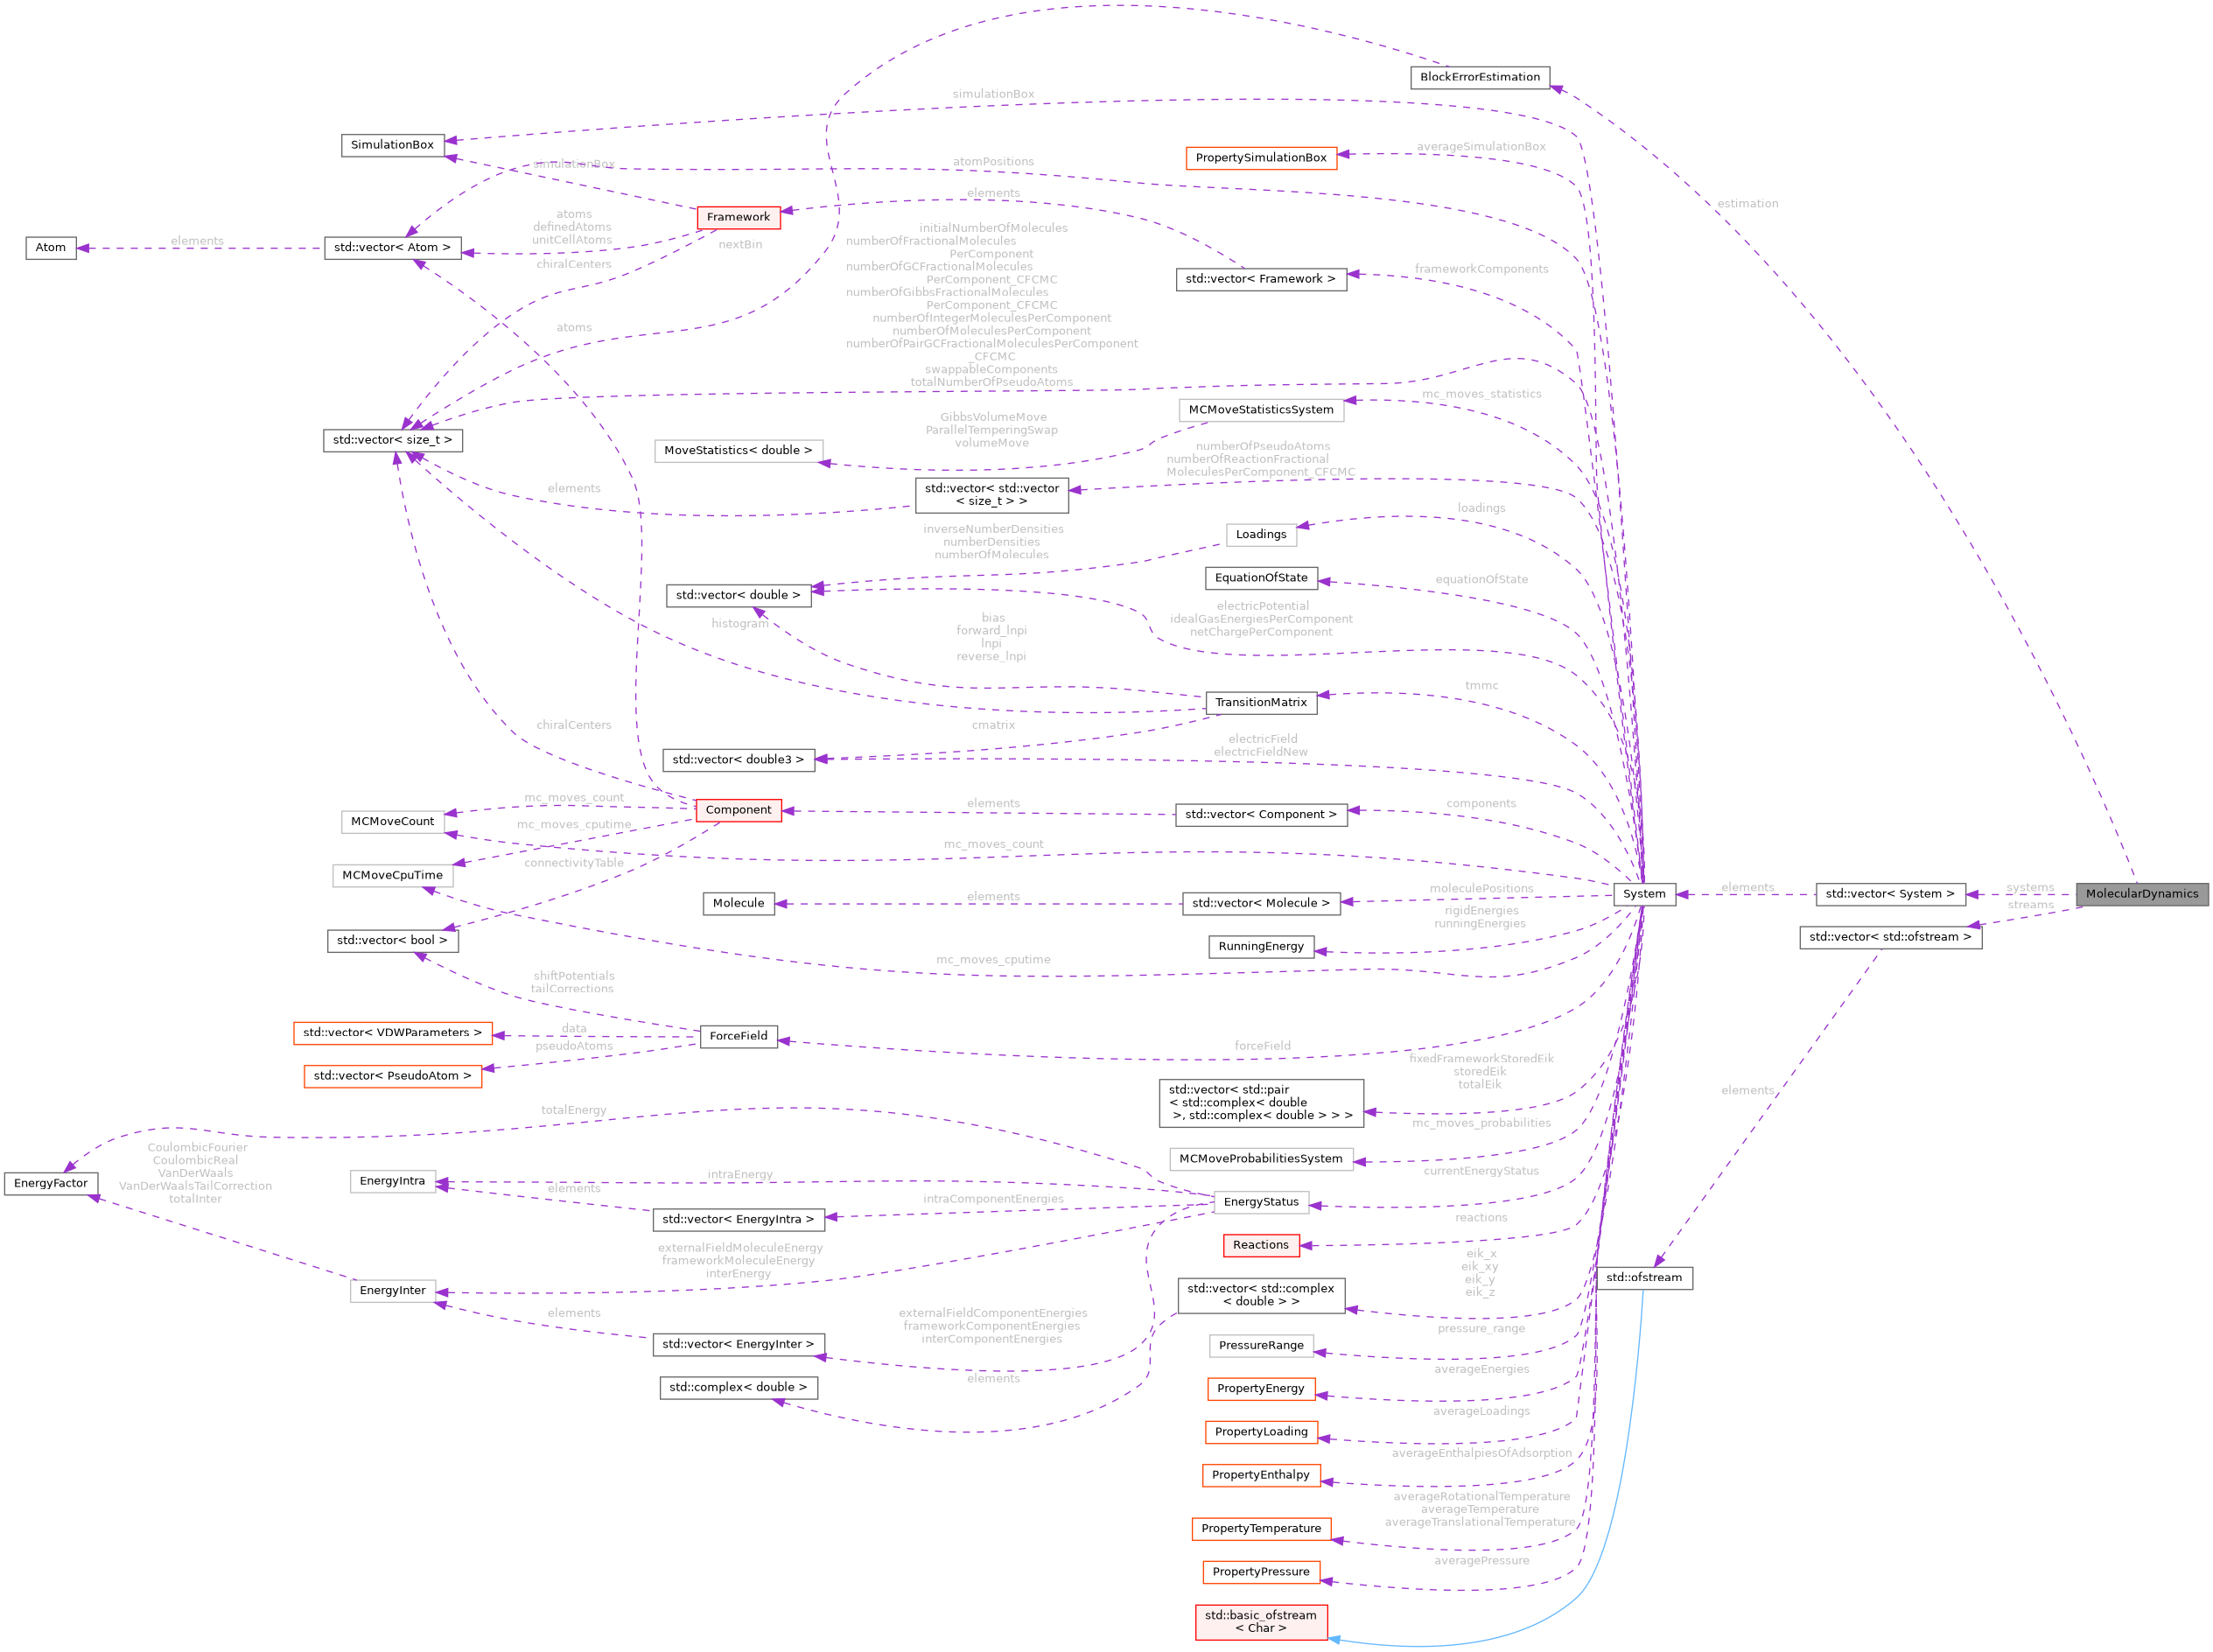 BlockErrorEstimation
simulationBox
SimulationBox
averageSimulationBox
PropertySimulationBox
simulationBox
atomPositions
elements
estimation
Framework
atoms
definedAtoms
unitCellAtoms
nextBin
Atom
elements
std::vector< Atom >
chiralCenters
initialNumberOfMolecules
numberOfFractionalMolecules
PerComponent
numberOfGCFractionalMolecules
PerComponent_CFCMC
numberOfGibbsFractionalMolecules
PerComponent_CFCMC
numberOfIntegerMoleculesPerComponent
numberOfMoleculesPerComponent
numberOfPairGCFractionalMoleculesPerComponent
_CFCMC
swappableComponents
totalNumberOfPseudoAtoms
std::vector< Framework >
frameworkComponents
atoms
std::vector< size_t >
MCMoveStatisticsSystem
mc_moves_statistics
GibbsVolumeMove
ParallelTemperingSwap
volumeMove
MoveStatistics< double >
numberOfPseudoAtoms
numberOfReactionFractional
MoleculesPerComponent_CFCMC
elements
std::vector< std::vector
< size_t > >
loadings
inverseNumberDensities
numberDensities
numberOfMolecules
Loadings
EquationOfState
equationOfState
std::vector< double >
electricPotential
idealGasEnergiesPerComponent
netChargePerComponent
histogram
bias
forward_lnpi
lnpi
reverse_lnpi
TransitionMatrix
tmmc
chiralCenters
cmatrix
std::vector< double3 >
electricField
electricFieldNew
mc_moves_count
MCMoveCount
mc_moves_cputime
Component
elements
std::vector< Component >
components
mc_moves_count
connectivityTable
MCMoveCpuTime
Molecule
elements
std::vector< Molecule >
moleculePositions
System
elements
std::vector< System >
systems
MolecularDynamics
streams
std::vector< std::ofstream >
rigidEnergies
runningEnergies
RunningEnergy
std::vector< bool >
mc_moves_cputime
shiftPotentials
tailCorrections
std::vector< VDWParameters >
data
pseudoAtoms
std::vector< PseudoAtom >
ForceField
forceField
fixedFrameworkStoredEik
storedEik
totalEik
std::vector< std::pair
< std::complex< double
>, std::complex< double > > >
elements
totalEnergy
mc_moves_probabilities
MCMoveProbabilitiesSystem
CoulombicFourier
CoulombicReal
VanDerWaals
VanDerWaalsTailCorrection
totalInter
EnergyFactor
EnergyIntra
intraEnergy
elements
std::vector< EnergyIntra >
intraComponentEnergies
EnergyStatus
currentEnergyStatus
Reactions
reactions
externalFieldMoleculeEnergy
frameworkMoleculeEnergy
interEnergy
EnergyInter
elements
std::vector< EnergyInter >
externalFieldComponentEnergies
frameworkComponentEnergies
interComponentEnergies
std::vector< std::complex
< double > >
eik_x
eik_xy
eik_y
eik_z
std::ofstream
PressureRange
pressure_range
std::complex< double >
elements
PropertyEnergy
averageEnergies
PropertyLoading
averageLoadings
PropertyEnthalpy
averageEnthalpiesOfAdsorption
PropertyTemperature
averageRotationalTemperature
averageTemperature
averageTranslationalTemperature
PropertyPressure
averagePressure
std::basic_ofstream
< Char >